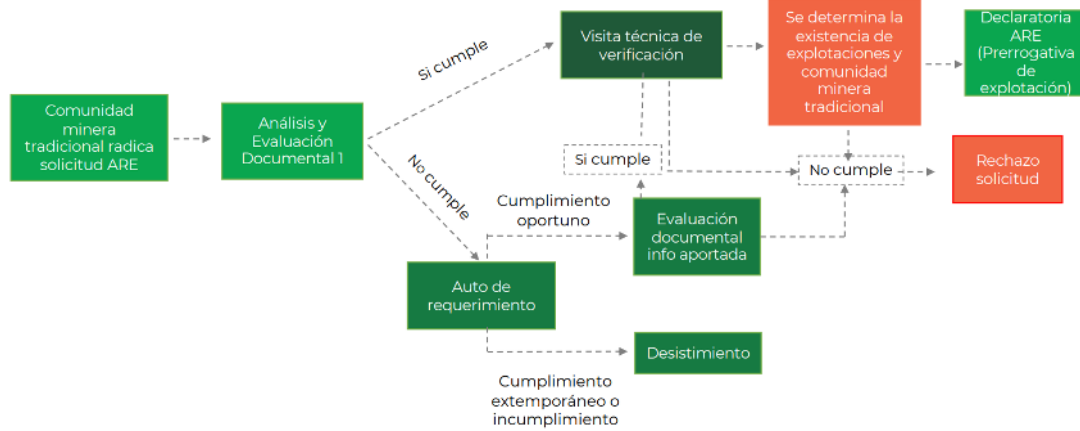 Comunidad
minera
tradicional radica
solicitud ARE
Análisis y
Evaluación
Documental 1
Si cumple
No cumple
Visita técnica de
verificación
Se determina la
existencia de
explotaciones y
comunidad
minera
tradicional
Declaratoria
ARE
(Prerrogativa
de
explotación)
Si cumple
No cumple
Rechazo
solicitud
Cumplimiento
oportuno
Evaluación
documental
info aportada
Auto de
requerimiento
Desistimiento
Cumplimiento
extemporáneo o
incumplimiento